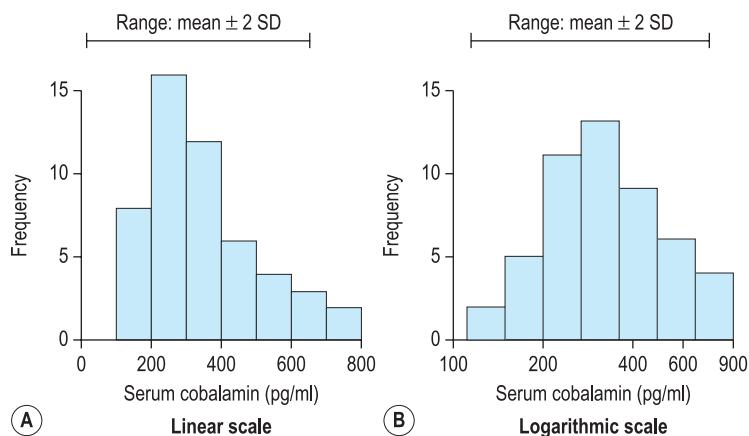 Range: mean ± 2 SD
15
10
5
0
Frequency
0 200 400 600 800
Serum cobalamin (pg/ml)
A Linear scale
Range: mean ± 2 SD
15
10
5
0
Frequency
100 200 400 600 900
Serum cobalamin (pg/ml)
B Logarithmic scale